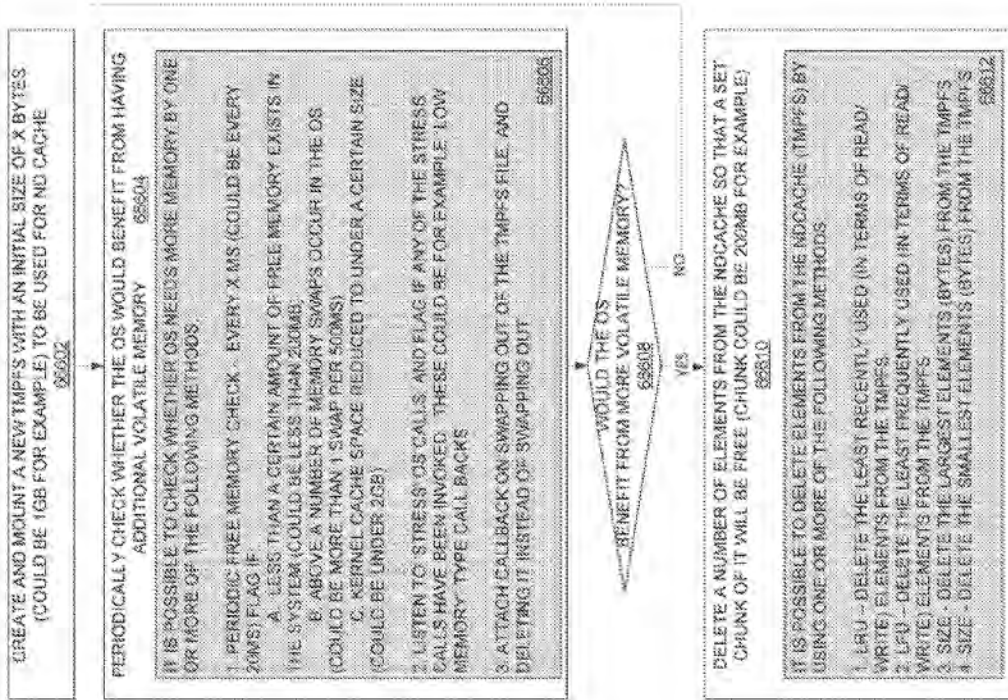 CREATE AND MOUNT A NEW TMPFS WITH AN INITIAL SIZE OF X BYTES
(COULD BE 1GB FOR EXAMPLE) TO BE USED FOR ND CACHE
66602
PERIODICALLY CHECK WHETHER THE OS WOULD BENEFIT FROM HAVING
ADDITIONAL VOLATILE MEMORY 66604
IT IS POSSIBLE TO CHECK WHETHER OS NEEDS MORE MEMORY BY ONE
OR MORE OF THE FOLLOWING METHODS:
1. PERIODIC FREE MEMORY CHECK - EVERY X MS (COULD BE EVERY
20MS) FLAG IF:
A. LESS THAN A CERTAIN AMOUNT OF FREE MEMORY EXISTS IN
THE SYSTEM (COULD BE LESS THAN 200MB)
B. ABOVE A NUMBER OF MEMORY SWAPS OCCUR IN THE OS
(COULD BE MORE THAN 1 SWAP PER 500MS)
C. KERNEL CACHE SPACE REDUCED TO UNDER A CERTAIN SIZE
(COULD BE UNDER 2GB)
2. LISTEN TO 'STRESS' OS CALLS, AND FLAG IF ANY OF THE STRESS
CALLS HAVE BEEN INVOKED. THESE COULD BE FOR EXAMPLE LOW
MEMORY TYPE CALL BACKS
3. ATTACH CALLBACK ON SWAPPING OUT OF THE TMPFS FILE, AND
DELETING IT INSTEAD OF SWAPPING OUT
66606
WOULD THE OS
BENEFIT FROM MORE VOLATILE MEMORY?
66608
NO
YES
DELETE A NUMBER OF ELEMENTS FROM THE NDCACHE SO THAT A SET
CHUNK OF IT WILL BE FREE (CHUNK COULD BE 200MB FOR EXAMPLE)
66810
IT IS POSSIBLE TO DELETE ELEMENTS FROM THE NDCACHE (TMPFS) BY
USING ONE OR MORE OF THE FOLLOWING METHODS
1. LRU - DELETE THE LEAST RECENTLY USED (IN TERMS OF READ/
WRITE) ELEMENTS FROM THE TMPFS.
2. LFU - DELETE THE LEAST FREQUENTLY USED (IN TERMS OF READ/
WRITE) ELEMENTS FROM THE TMPFS
3. SIZE - DELETE THE LARGEST ELEMENTS (BYTES) FROM THE TMPFS
4. SIZE - DELETE THE SMALLEST ELEMENTS (BYTES) FROM THE TMPFS
66812